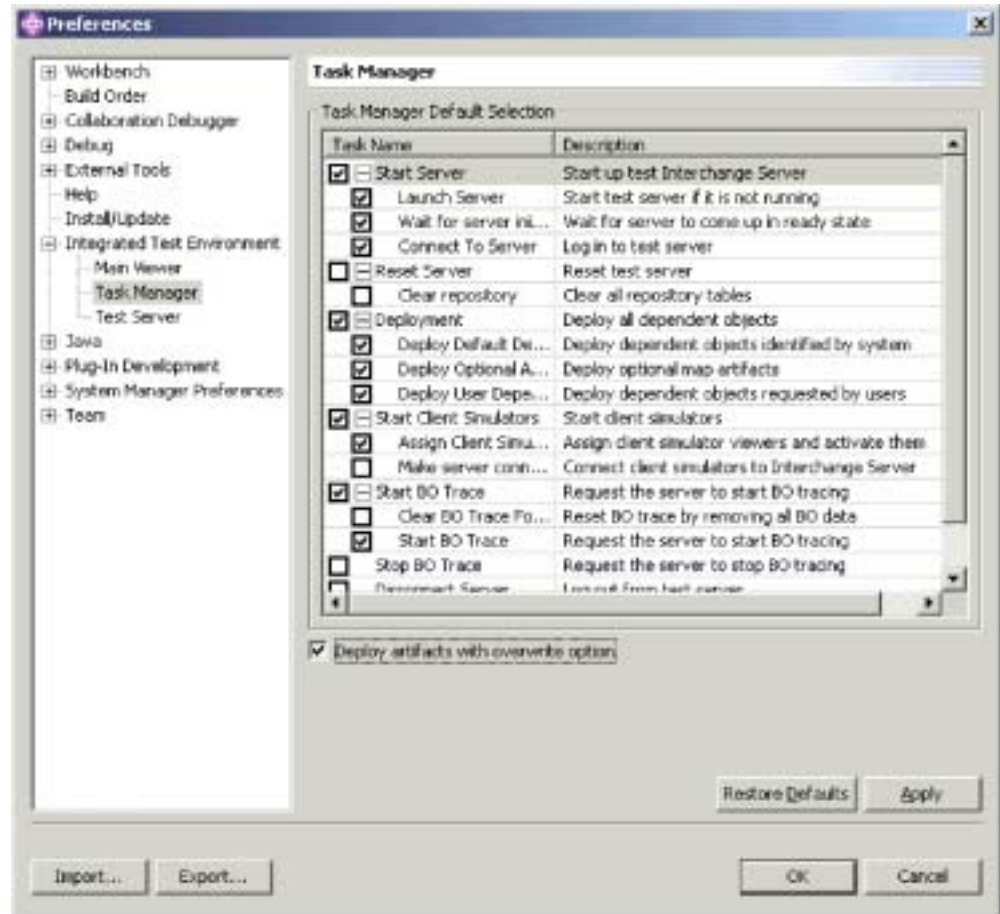 Preferences
Workbench
Build Order
Collaboration Debugger
Debug
External Tools
Help
Install/Update
Integrated Test Environment
Main Viewer
Task Manager
Test Server
Java
Plug-In Development
System Manager Preferences
Team
Task Manager
Task Manager Default Selection
Task Name Description
Start Server Start up test Interchange Server
Launch Server Start test server if it is not running
Wait for server ini... Wait for server to come up in ready state
Connect To Server Log in to test server
Reset Server Reset test server
Clear repository Clear all repository tables
Deployment Deploy all dependent objects
Deploy Default De... Deploy dependent objects identified by system
Deploy Optional A... Deploy optional map artifacts
Deploy User Depe... Deploy dependent objects requested by users
Start Client Simulators Start client simulators
Assign Client Simu... Assign client simulator viewers and activate them
Make server conn... Connect client simulators to Interchange Server
Start BO Trace Request the server to start BO tracing
Clear BO Trace Fo... Reset BO trace by removing all BO data
Start BO Trace Request the server to start BO tracing
Stop BO Trace Request the server to stop BO tracing
Disconnect Server Log out from test server
Deploy artifacts with overwrite option
Restore Defaults Apply
Import... Export... OK Cancel